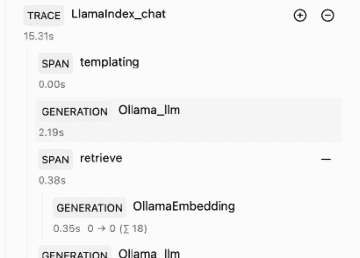 TRACE LlamaIndex_chat
15.31s
SPAN templating
0.00s
GENERATION Ollama_llm
2.19s
SPAN retrieve
0.38s
GENERATION OllamaEmbedding
0.35s 0 → 0 (∑ 18)
GENERATION Ollama_llm